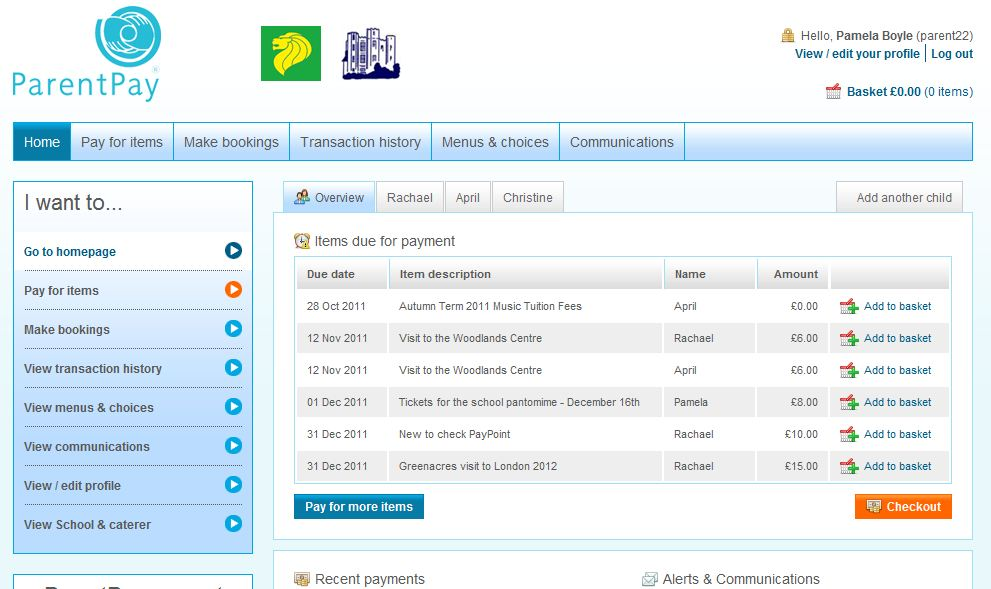 ParentPay
Hello, Pamela Boyle (parent22)
View / edit your profile Log out
Basket £0.00 (0 items)
Home Pay for items Make bookings Transaction history Menus & choices Communications
I want to...
Go to homepage
Pay for items
Make bookings
View transaction history
View menus & choices
View communications
View / edit profile
View School & caterer
Overview Rachael April Christine Add another child
Items due for payment
Due date Item description Name Amount
28 Oct 2011 Autumn Term 2011 Music Tuition Fees April £0.00 Add to basket
12 Nov 2011 Visit to the Woodlands Centre Rachael £6.00 Add to basket
12 Nov 2011 Visit to the Woodlands Centre April £6.00 Add to basket
01 Dec 2011 Tickets for the school pantomime - December 16th Pamela £8.00 Add to basket
31 Dec 2011 New to check PayPoint Rachael £10.00 Add to basket
31 Dec 2011 Greenacres visit to London 2012 Rachael £15.00 Add to basket
Pay for more items Checkout
Recent payments Alerts & Communications